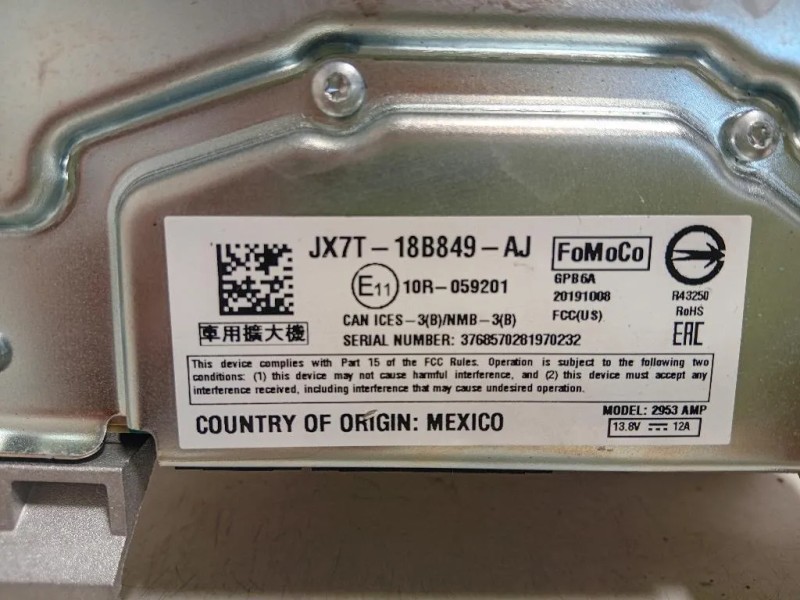 JX7T-18B849-AJ
FoMoCo
E11 10R-059201
GPB6A
20191008
FCC(US)
R43250
RoHS
EAC
車用擴大機
CAN ICES-3(B)/NMB-3(B)
SERIAL NUMBER: 3768570281970232
This device complies with Part 15 of the FCC Rules. Operation is subject to the following two
conditions: (1) this device may not cause harmful interference, and (2) this device must accept any
interference received, including interference that may cause undesired operation.
COUNTRY OF ORIGIN: MEXICO
MODEL: 2953 AMP
13.8V 12A